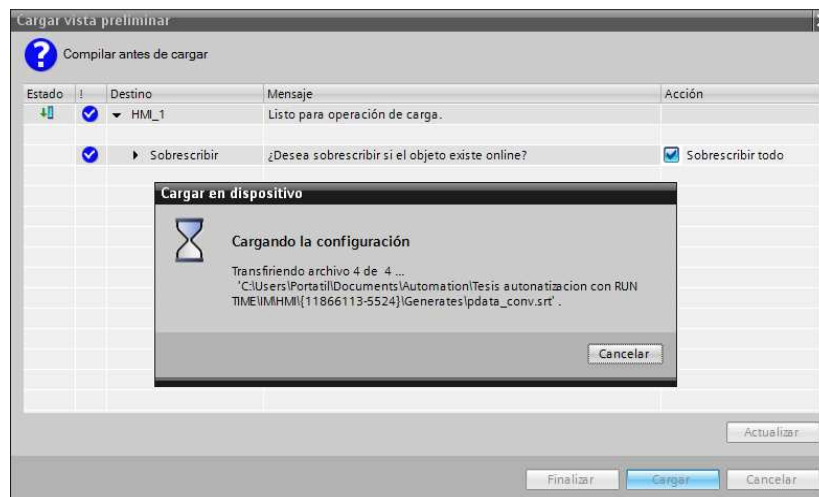 Cargar vista preliminar
Compilar antes de cargar
Estado ! Destino Mensaje Acción
HMI_1 Listo para operación de carga.
Sobrescribir ¿Desea sobrescribir si el objeto existe online? Sobrescribir todo
Cargar en dispositivo
Cargando la configuración
Transfiriendo archivo 4 de 4 ...
'C:\Users\Portatil\Documents\Automation\Tesis autonatizacion con RUN
TIME\IM\HMI\{11866113-5524}\Generates\pdata_conv.srt' .
Cancelar
Actualizar
Finalizar Cargar Cancelar